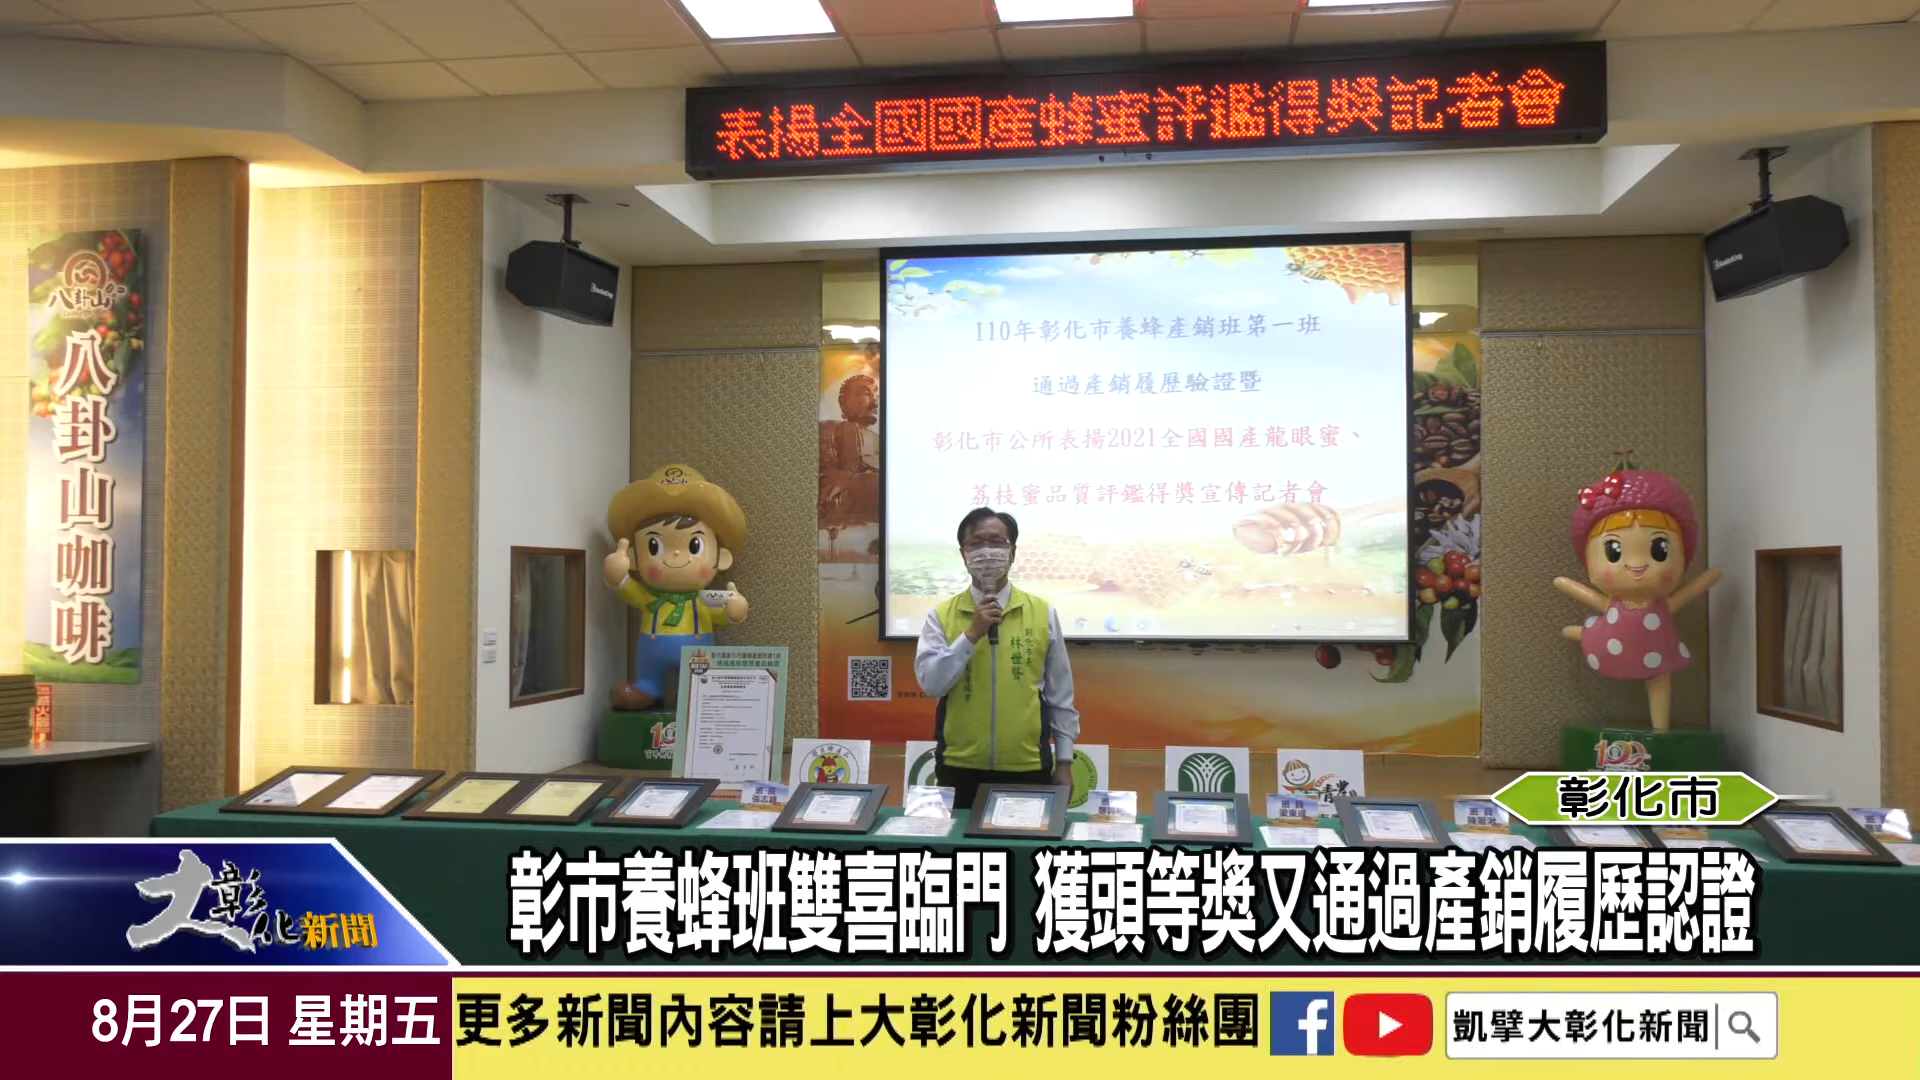 表揚全國國產蜂蜜評鑑得獎記者會
八卦山
八卦山咖啡
110年彰化市養蜂產銷班第一班
通過產銷履歷驗證暨
彰化市公所表揚2021全國國產龍眼蜜、
荔枝蜜品質評鑑得獎宣傳記者會
林世賢
彰化市
大彰化新聞
彰市養蜂班雙喜臨門 獲頭等獎又通過產銷履歷認證
8月27日 星期五
更多新聞內容請上大彰化新聞粉絲團
凱擘大彰化新聞